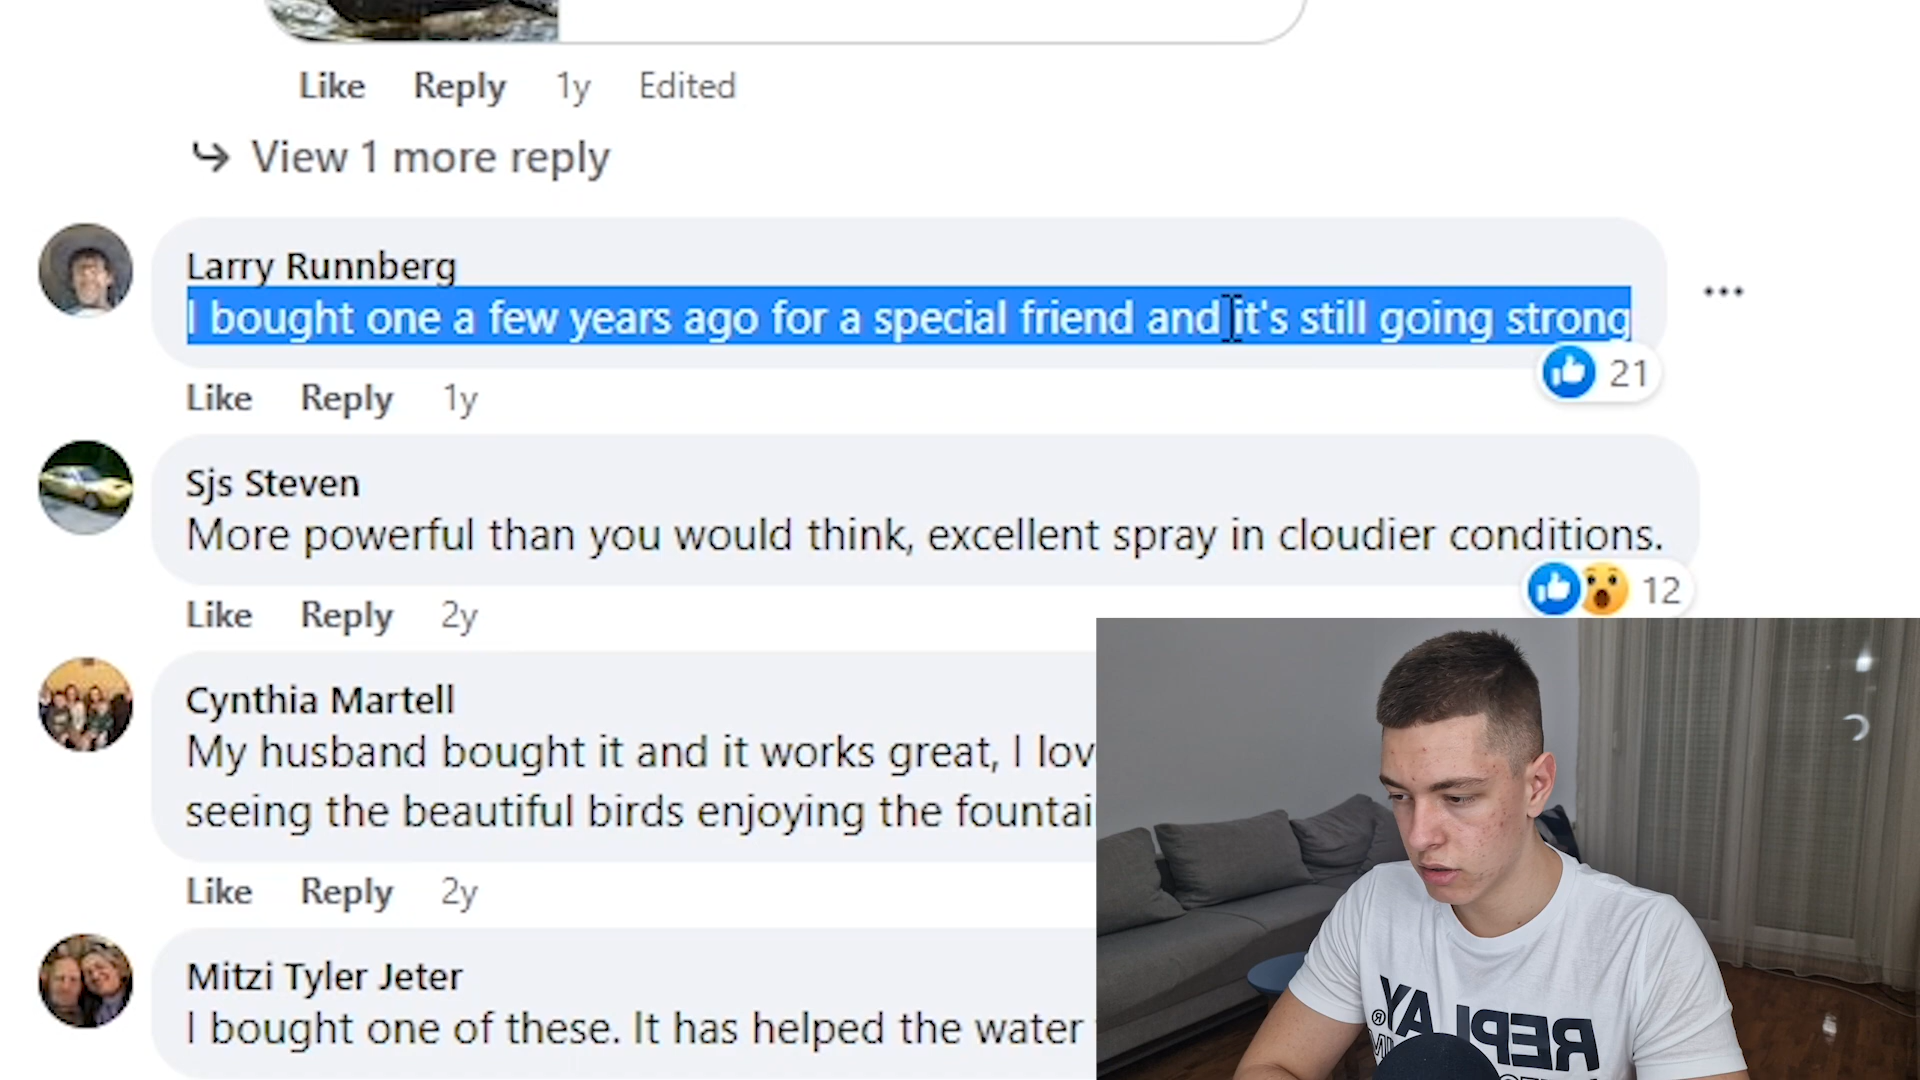 Like Reply 1y Edited
View 1 more reply
Larry Runnberg
I bought one a few years ago for a special friend and it's still going strong
21
Like Reply 1y
Sjs Steven
More powerful than you would think, excellent spray in cloudier conditions.
12
Like Reply 2y
Cynthia Martell
My husband bought it and it works great, I lov
seeing the beautiful birds enjoying the fountai
Like Reply 2y
Mitzi Tyler Jeter
I bought one of these. It has helped the water
REPLAY